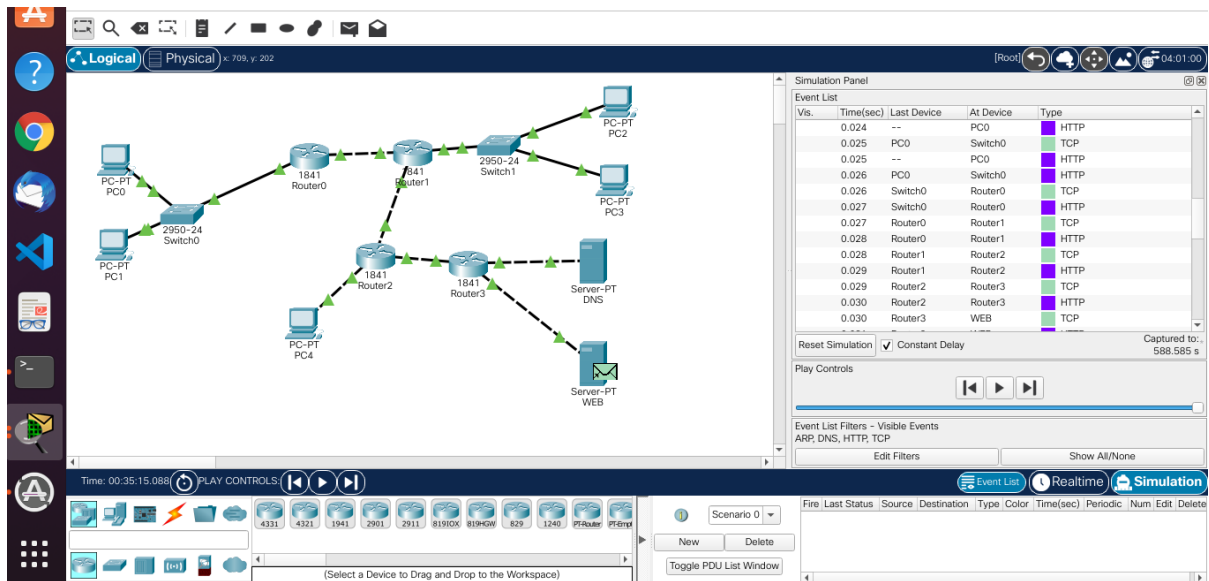 Logical Physical x: 709, y: 202 [Root] 04:01:00
PC-PT
PC0
PC-PT
PC1
2950-24
Switch0
1841
Router0
1841
Router1
2950-24
Switch1
PC-PT
PC2
PC-PT
PC3
1841
Router2
1841
Router3
PC-PT
PC4
Server-PT
DNS
Server-PT
WEB
Simulation Panel
Event List
Vis. Time(sec) Last Device At Device Type
0.024 -- PC0 HTTP
0.025 PC0 Switch0 TCP
0.025 -- PC0 HTTP
0.026 PC0 Switch0 HTTP
0.026 Switch0 Router0 TCP
0.027 Switch0 Router0 HTTP
0.027 Router0 Router1 TCP
0.028 Router0 Router1 HTTP
0.028 Router1 Router2 TCP
0.029 Router1 Router2 HTTP
0.029 Router2 Router3 TCP
0.030 Router2 Router3 HTTP
0.030 Router3 WEB TCP
Reset Simulation Constant Delay Captured to:
588.585 s
Play Controls
Event List Filters - Visible Events
ARP, DNS, HTTP, TCP
Edit Filters Show All/None
Time: 00:35:15.088 PLAY CONTROLS: Event List Realtime Simulation
4331 4321 1941 2901 2911 819IOX 819HGW 829 1240 PT-Router PT-Empt
(Select a Device to Drag and Drop to the Workspace)
Scenario 0
New Delete
Toggle PDU List Window
Fire Last Status Source Destination Type Color Time(sec) Periodic Num Edit Delete